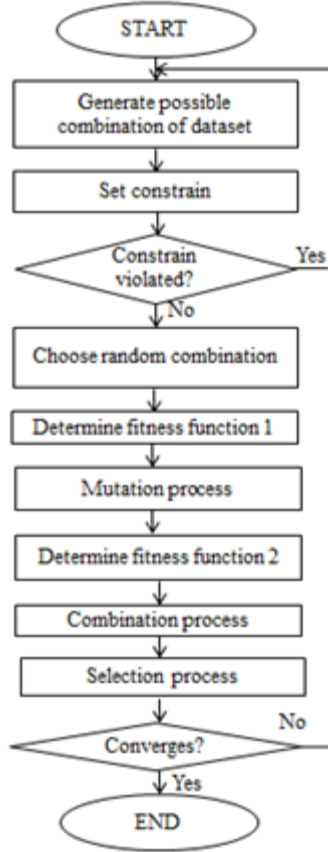 START
Generate possible
combination of dataset
Set constrain
Constrain
violated?
Yes
No
Choose random combination
Determine fitness function 1
Mutation process
Determine fitness function 2
Combination process
Selection process
Converges?
No
Yes
END